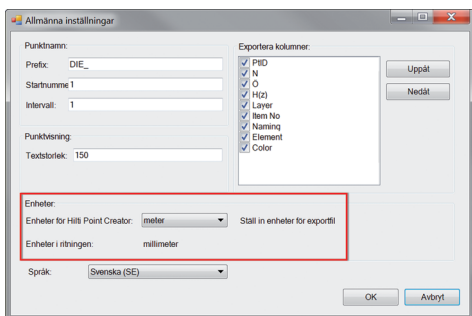 Allmänna inställningar
Punktnamn:
Prefix: DIE_
Startnumme 1
Intervall: 1
Punktvisning:
Textstorlek: 150
Exportera kolumner:
PtID
N
Ö
H(z)
Layer
Item No
Naming
Element
Color
Uppåt
Nedåt
Enheter:
Enheter för Hilti Point Creator: meter Ställ in enheter för exportfil
Enheter i ritningen: millimeter
Språk: Svenska (SE)
OK Avbryt